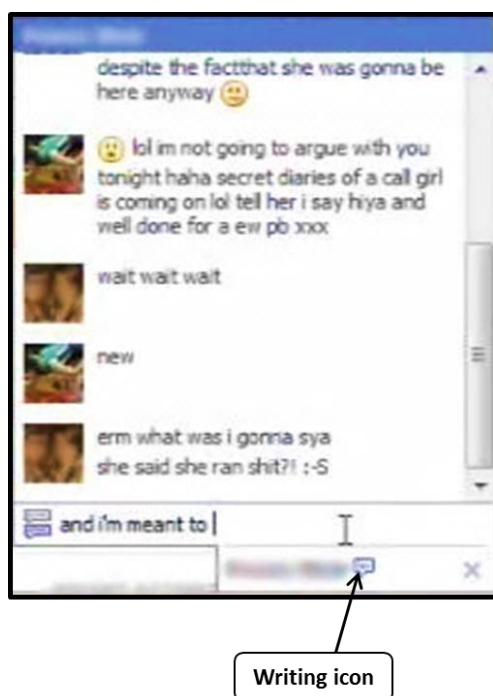 despite the factthat she was gonna be
here anyway
lol im not going to argue with you
tonight haha secret diaries of a call girl
is coming on lol tell her i say hiya and
well done for a ew pb xxx
wait wait wait
new
erm what was i gonna sya
she said she ran shit?! :-S
and i'm meant to
Writing icon